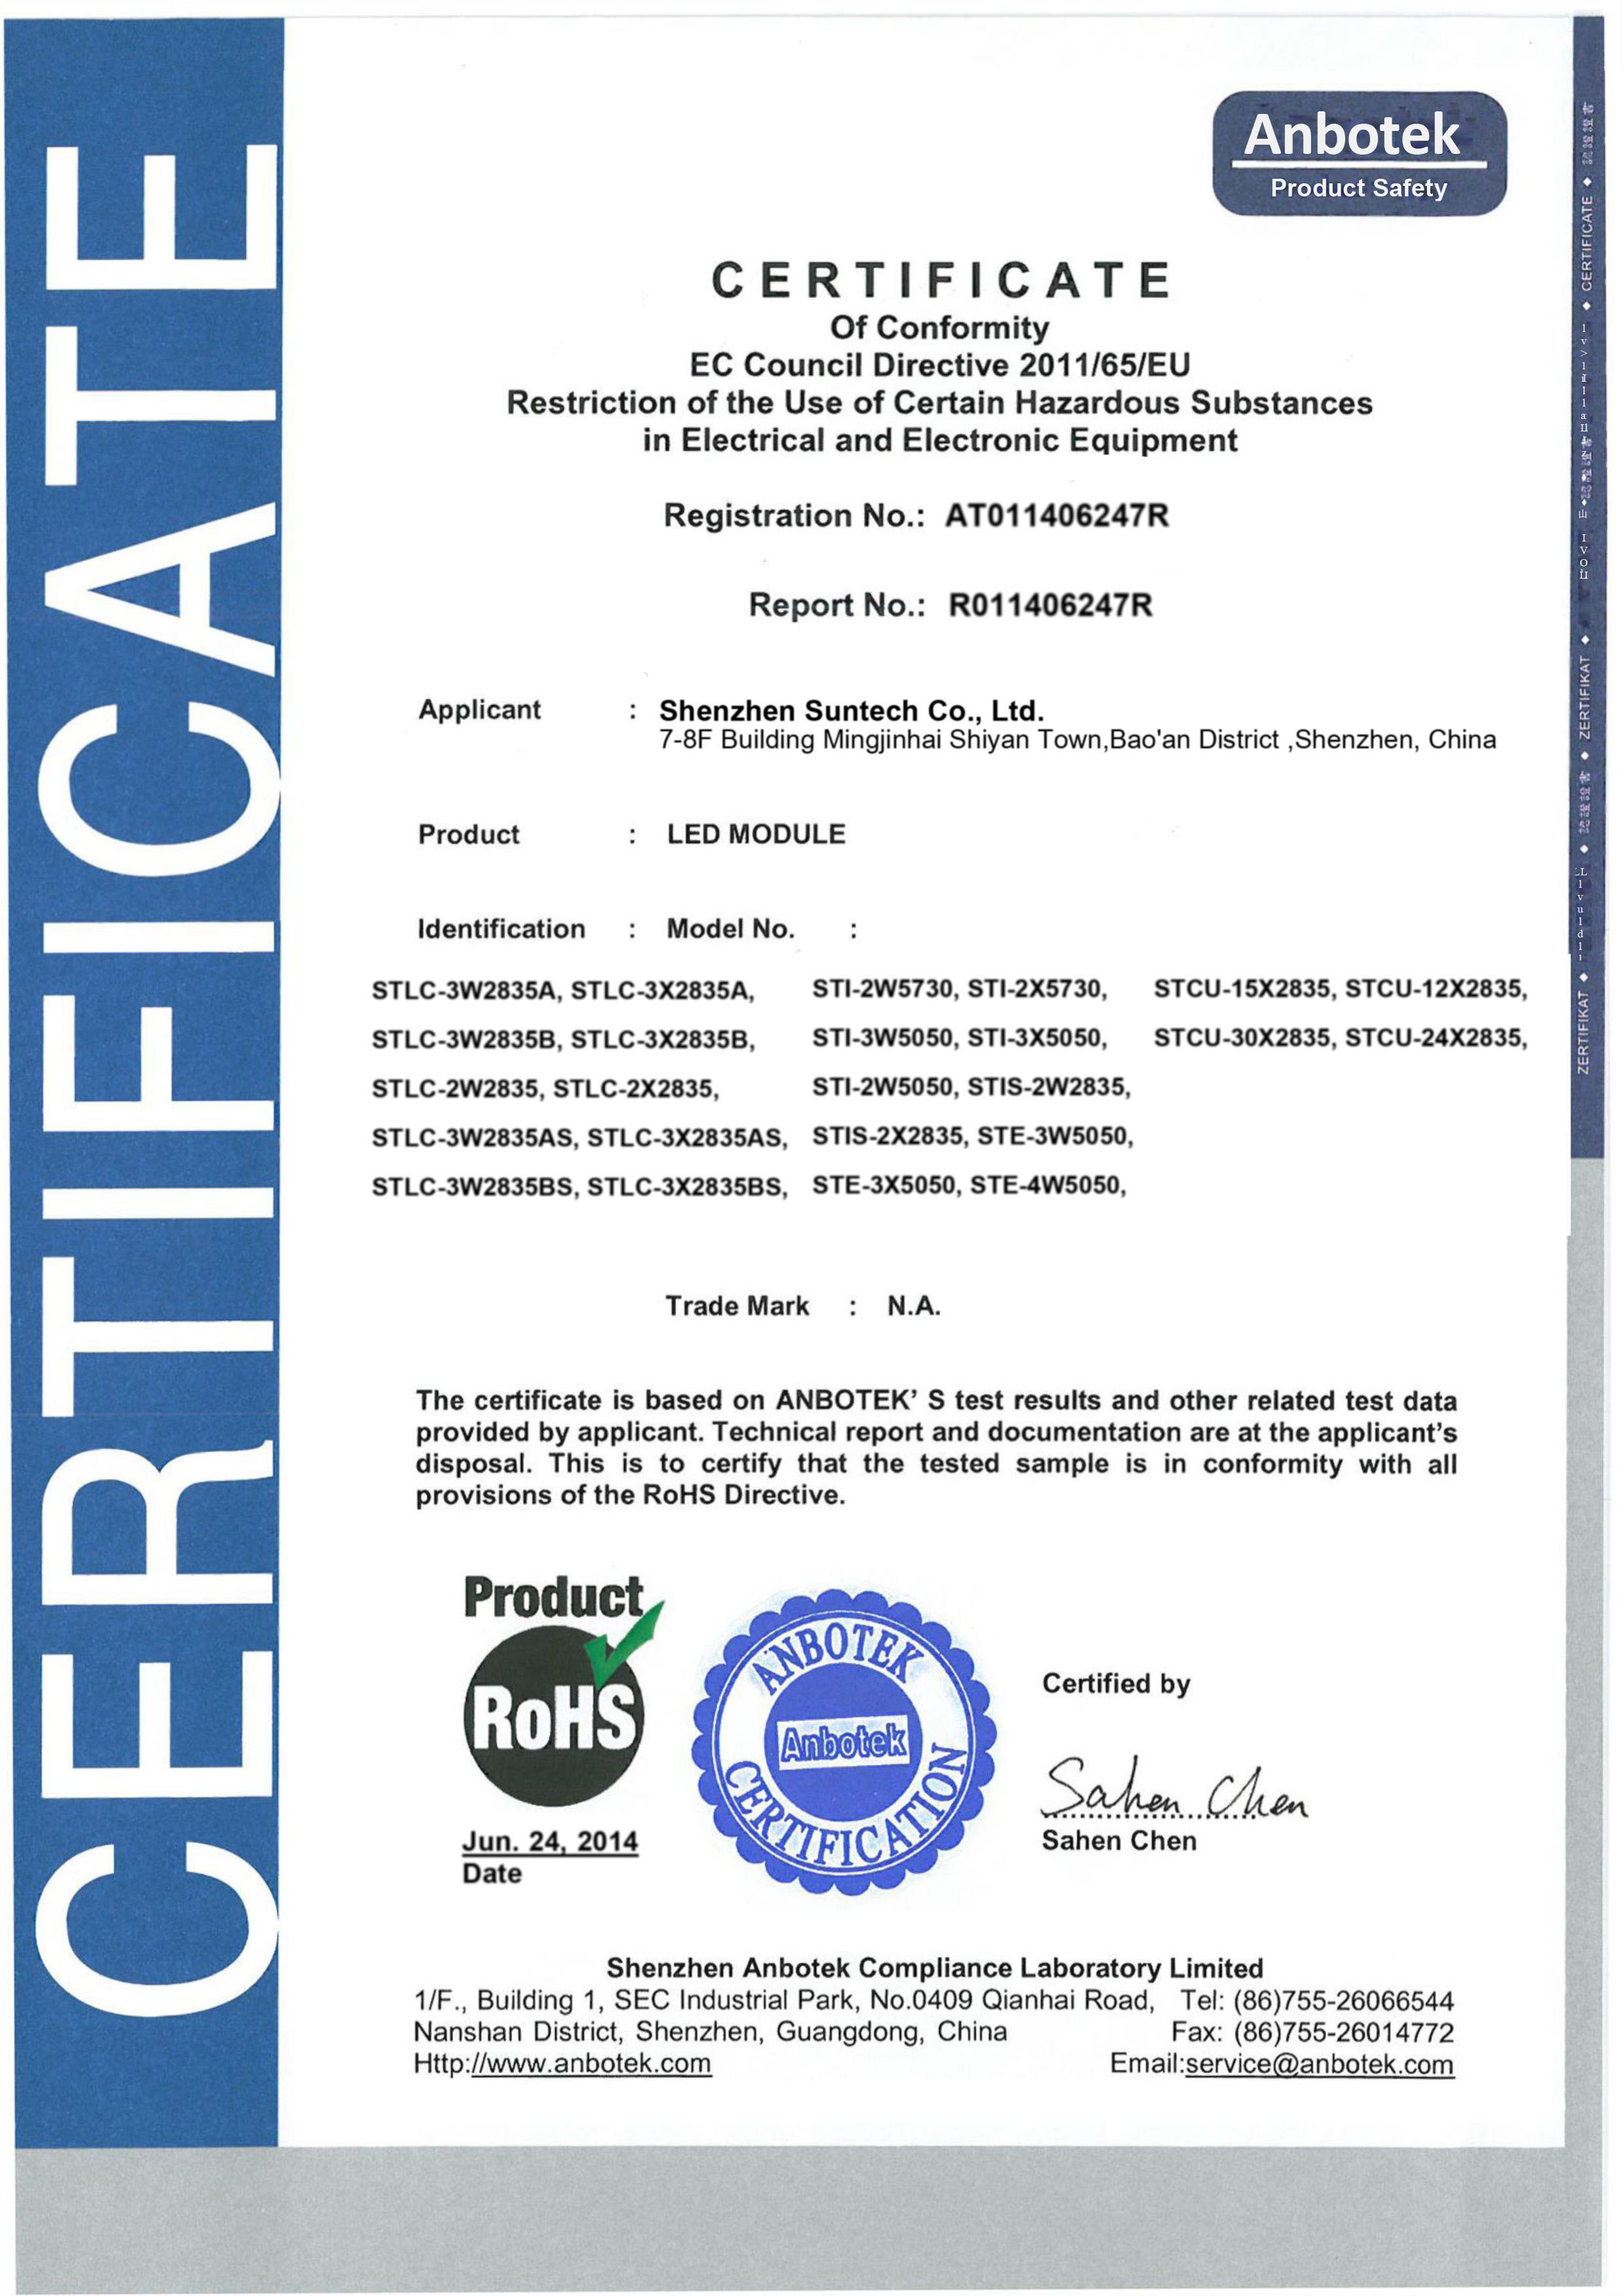 CERTIFICATE
Anbotek
Product Safety
CERTIFICATE
Of Conformity
EC Council Directive 2011/65/EU
Restriction of the Use of Certain Hazardous Substances
in Electrical and Electronic Equipment
Registration No.: AT011406247R
Report No.: R011406247R
Applicant : Shenzhen Suntech Co., Ltd.
7-8F Building Mingjinhai Shiyan Town,Bao'an District ,Shenzhen, China
Product : LED MODULE
Identification : Model No. :
STLC-3W2835A, STLC-3X2835A, STI-2W5730, STI-2X5730, STCU-15X2835, STCU-12X2835,
STLC-3W2835B, STLC-3X2835B, STI-3W5050, STI-3X5050, STCU-30X2835, STCU-24X2835,
STLC-2W2835, STLC-2X2835, STI-2W5050, STIS-2W2835,
STLC-3W2835AS, STLC-3X2835AS, STIS-2X2835, STE-3W5050,
STLC-3W2835BS, STLC-3X2835BS, STE-3X5050, STE-4W5050,
Trade Mark : N.A.
The certificate is based on ANBOTEK' S test results and other related test data
provided by applicant. Technical report and documentation are at the applicant's
disposal. This is to certify that the tested sample is in conformity with all
provisions of the RoHS Directive.
Product
RoHS
ANBOTEK
Anbotek
CERTIFICATION
Certified by
Sahen Chen
Sahen Chen
Jun. 24, 2014
Date
Shenzhen Anbotek Compliance Laboratory Limited
1/F., Building 1, SEC Industrial Park, No.0409 Qianhai Road, Tel: (86)755-26066544
Nanshan District, Shenzhen, Guangdong, China Fax: (86)755-26014772
Http://www.anbotek.com Email:service@anbotek.com
ZERTIFIKAT ◆
◆ ZERTIFIKAT ◆
◆ CERTIFICATE ◆